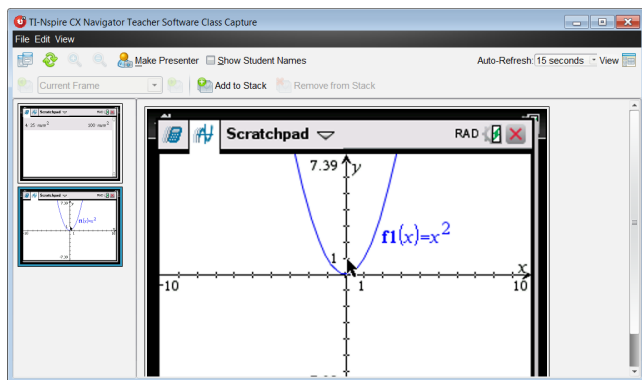 TI-Nspire CX Navigator Teacher Software Class Capture
File Edit View
Make Presenter Show Student Names Auto-Refresh: 15 seconds View
Current Frame Add to Stack Remove from Stack
Scratchpad
Scratchpad
Scratchpad RAD
7.39 y
f1(x)=x²
1
x
-10 1 10